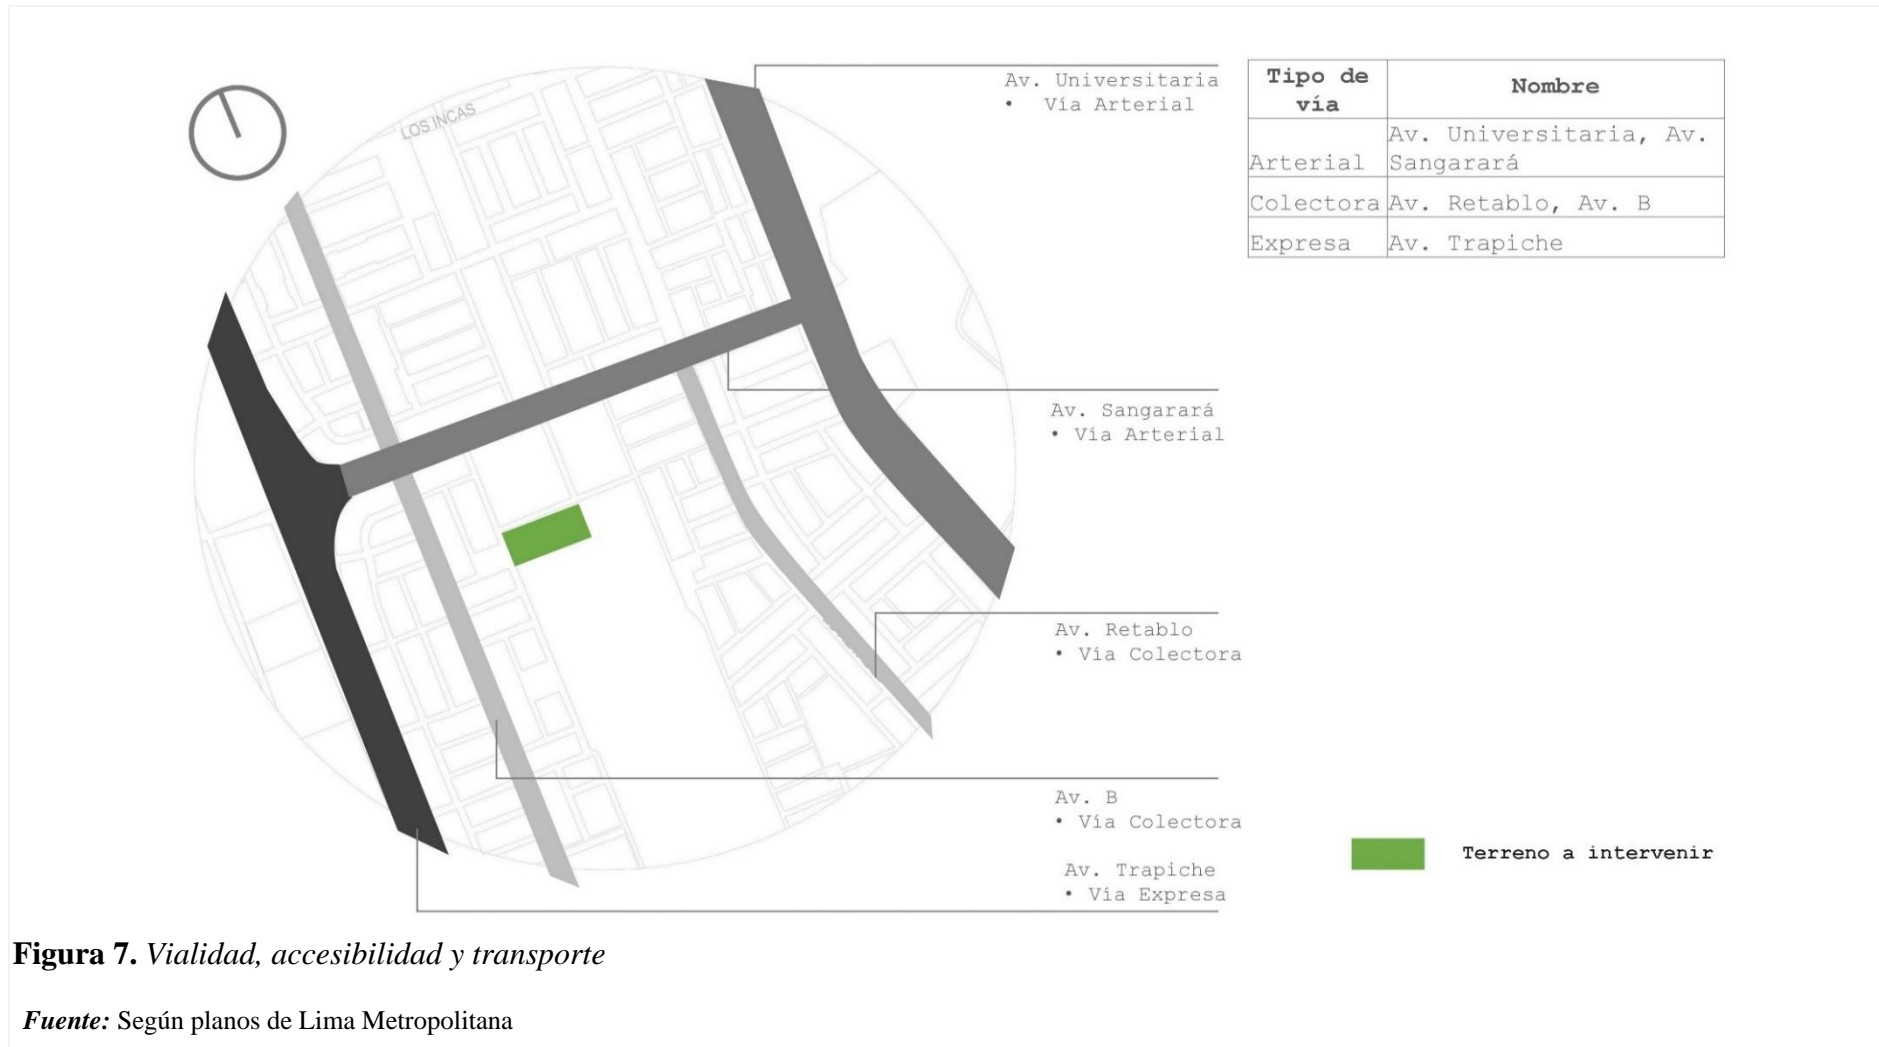 LOS INCAS
Av. Universitaria
• Vía Arterial
Tipo de
vía
Nombre
Arterial
Av. Universitaria, Av.
Sangarará
Colectora
Av. Retablo, Av. B
Expresa
Av. Trapiche
Av. Sangarará
• Vía Arterial
Av. Retablo
• Vía Colectora
Av. B
• Vía Colectora
Av. Trapiche
• Vía Expresa
Terreno a intervenir
Figura 7. Vialidad, accesibilidad y transporte
Fuente: Según planos de Lima Metropolitana